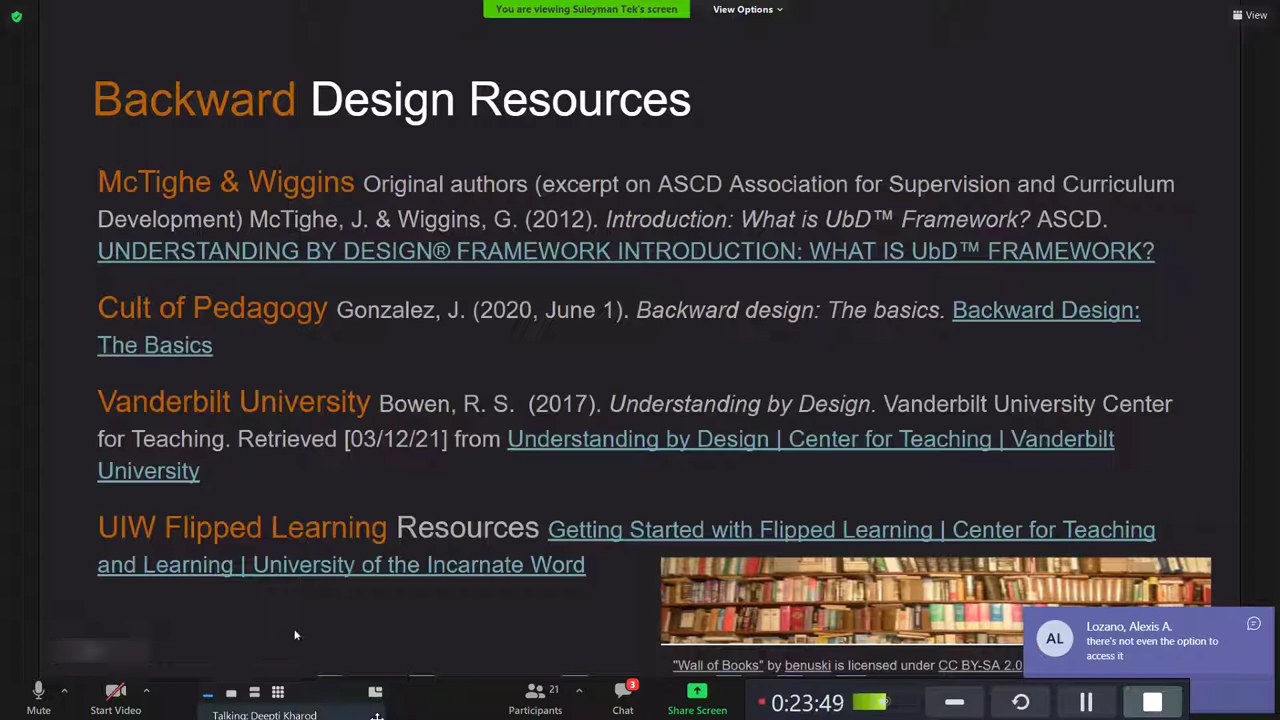 You are viewing Suleyman Tek's screen
View Options
View
Backward Design Resources
McTighe & Wiggins Original authors (excerpt on ASCD Association for Supervision and Curriculum
Development) McTighe, J. & Wiggins, G. (2012). Introduction: What is UbD™ Framework? ASCD.
UNDERSTANDING BY DESIGN® FRAMEWORK INTRODUCTION: WHAT IS UbD™ FRAMEWORK?
Cult of Pedagogy Gonzalez, J. (2020, June 1). Backward design: The basics. Backward Design:
The Basics
Vanderbilt University Bowen, R. S. (2017). Understanding by Design. Vanderbilt University Center
for Teaching. Retrieved [03/12/21] from Understanding by Design | Center for Teaching | Vanderbilt
University
UIW Flipped Learning Resources Getting Started with Flipped Learning | Center for Teaching
and Learning | University of the Incarnate Word
"Wall of Books" by benuski is licensed under CC BY-SA 2.0
AL
Lozano, Alexis A.
there's not even the option to
access it
Mute
Start Video
Talking: Deepti Kharod
21
Participants
3
Chat
Share Screen
0:23:49